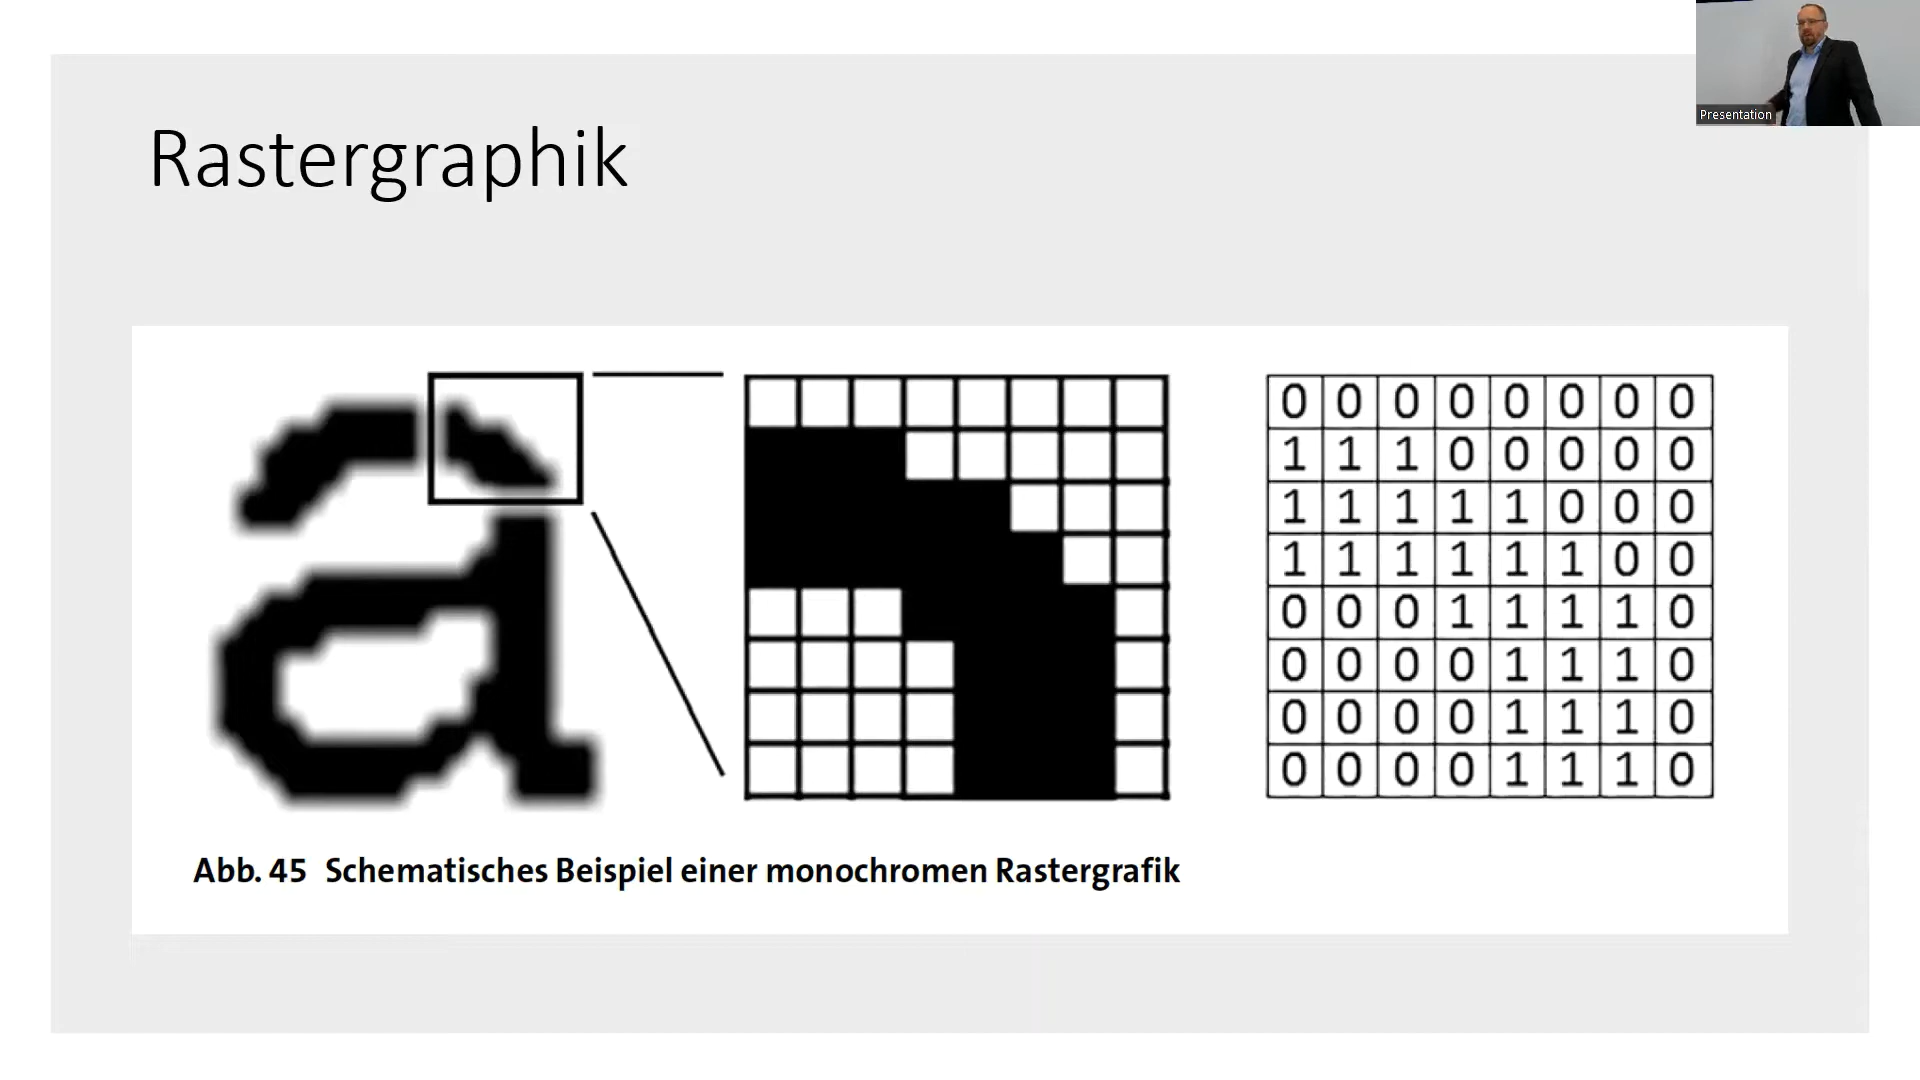 Presentation
Rastergraphik
a
0 0 0 0 0 0 0 0
1 1 1 0 0 0 0 0
1 1 1 1 1 0 0 0
1 1 1 1 1 1 0 0
0 0 0 1 1 1 1 0
0 0 0 0 1 1 1 0
0 0 0 0 1 1 1 0
0 0 0 0 1 1 1 0
Abb. 45 Schematisches Beispiel einer monochromen Rastergrafik